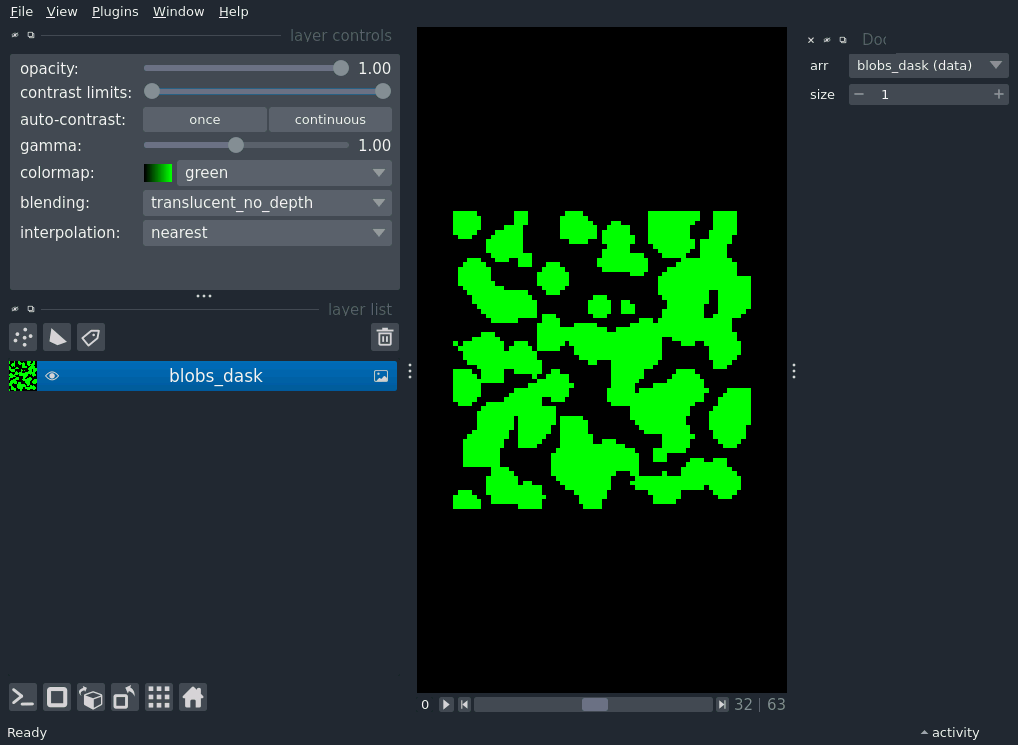 File View Plugins Window Help
layer controls
opacity: 1.00
contrast limits:
auto-contrast: once continuous
gamma: 1.00
colormap: green
blending: translucent_no_depth
interpolation: nearest
layer list
blobs_dask
0 32 | 63
Ready
activity
arr blobs_dask (data)
size 1